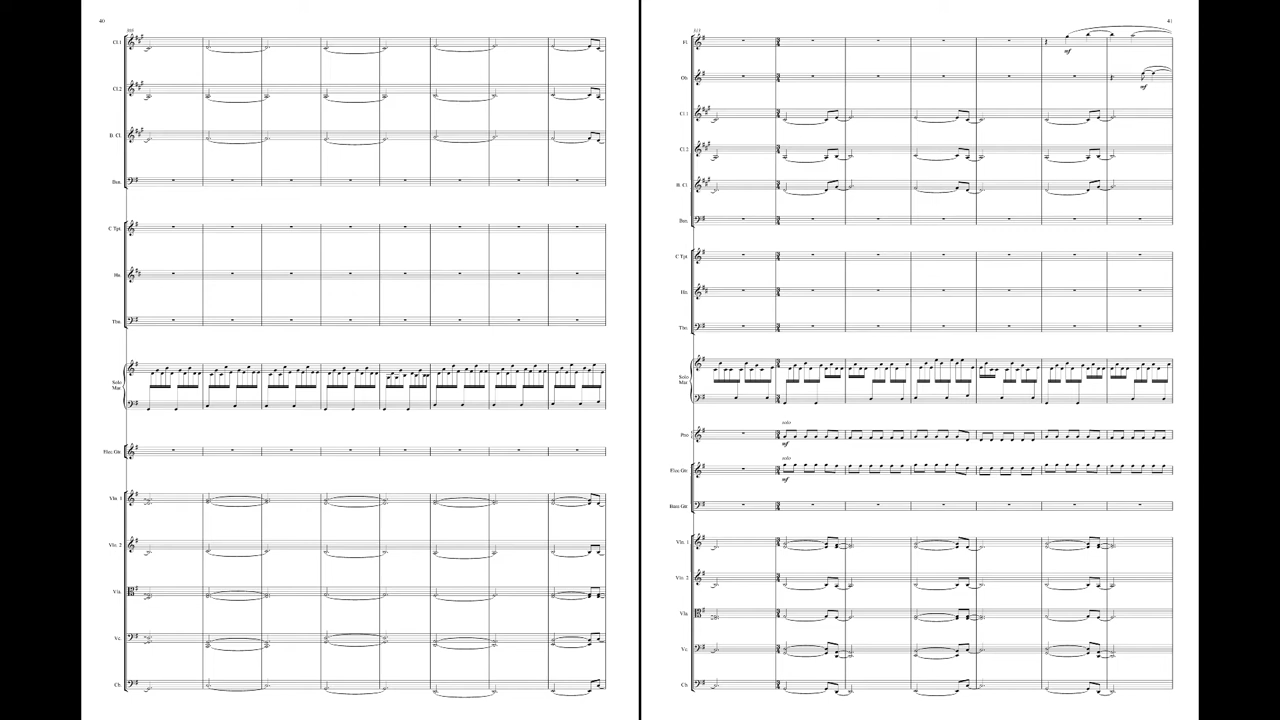 40
Cl 1
Cl.2
B. Cl.
Bsn.
C Tpt.
Hn.
Tbn.
Solo
Mar.
Elec Gtr.
Vln. 1
Vln. 2
Vla.
Vc.
Cb
41
Fl.
mf
Ob
mf
Cl 1
Cl 2
B Cl
Bsn.
C Tpt
Hn.
Tbn.
Solo
Mar
solo
Pno
mf
solo
Elec Gtr
mf
Bass Gtr
Vln. 1
Vln 2
Vla
Vc
Cb